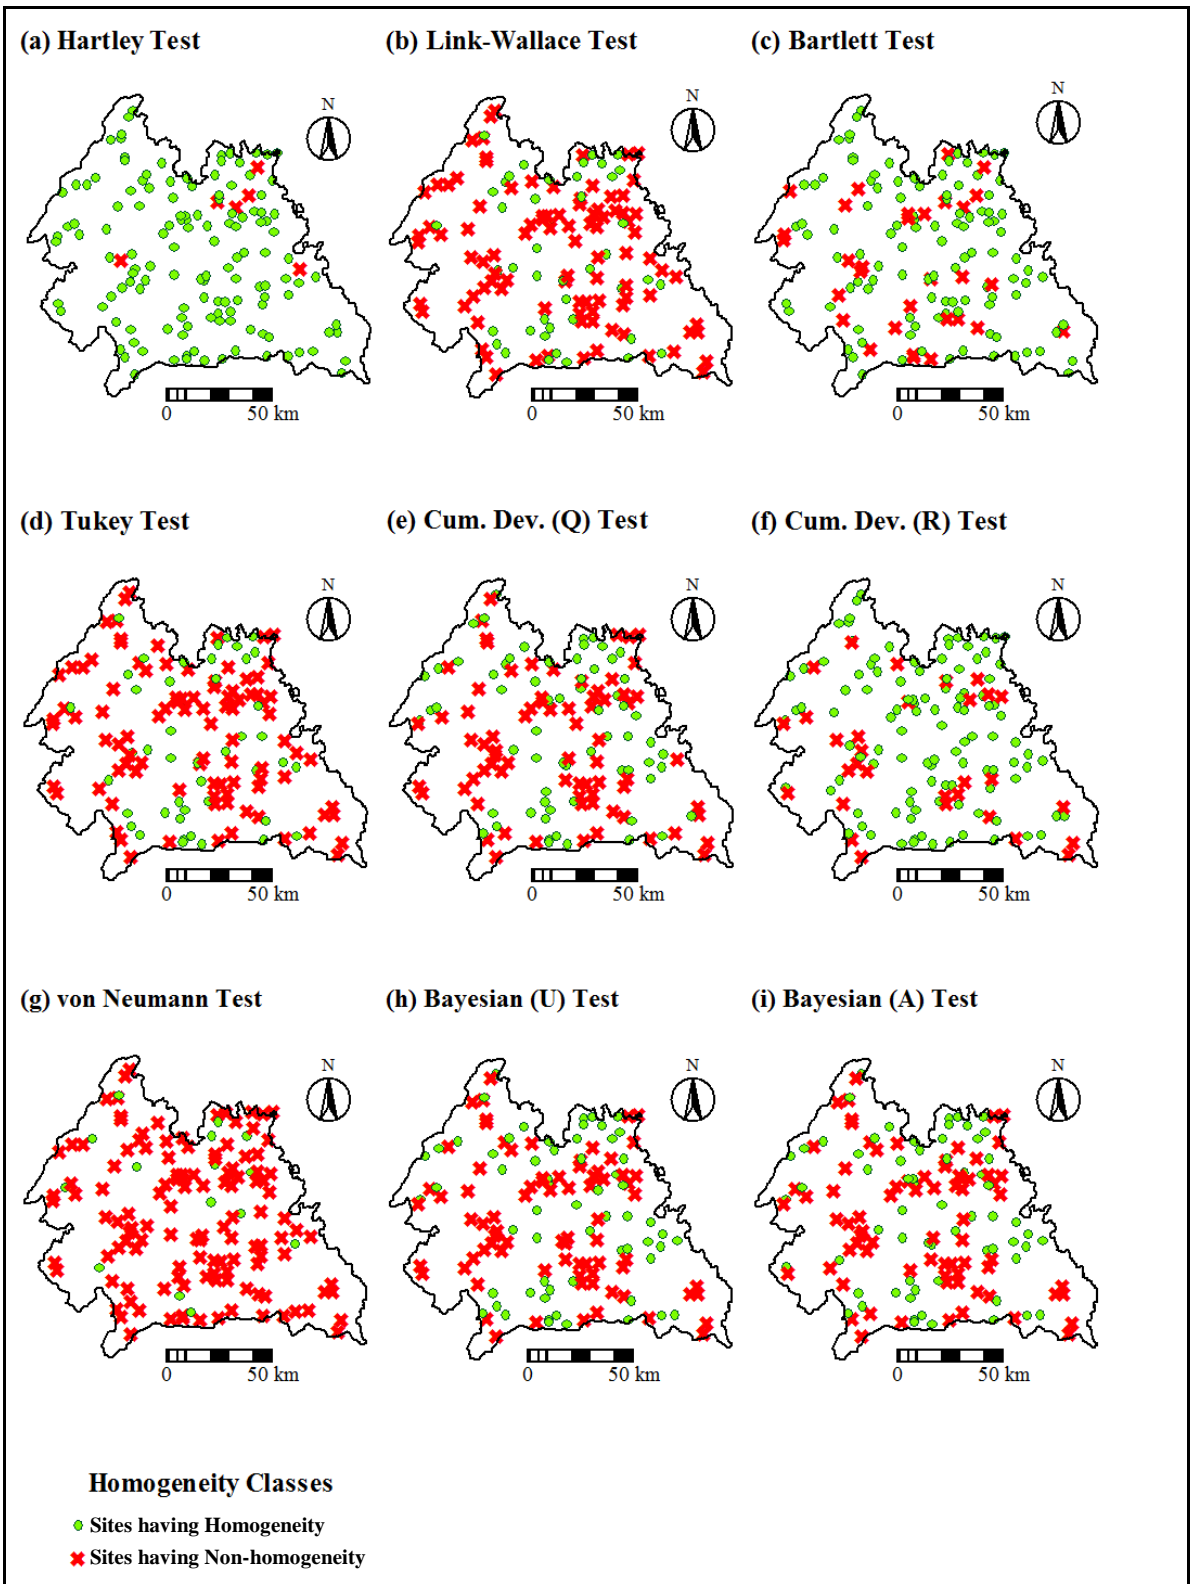 (a) Hartley Test
(b) Link-Wallace Test
(c) Bartlett Test
N
N
N
0 50 km
0 50 km
0 50 km
(d) Tukey Test
(e) Cum. Dev. (Q) Test
(f) Cum. Dev. (R) Test
N
N
N
0 50 km
0 50 km
0 50 km
(g) von Neumann Test
(h) Bayesian (U) Test
(i) Bayesian (A) Test
N
N
N
0 50 km
0 50 km
0 50 km
Homogeneity Classes
Sites having Homogeneity
Sites having Non-homogeneity